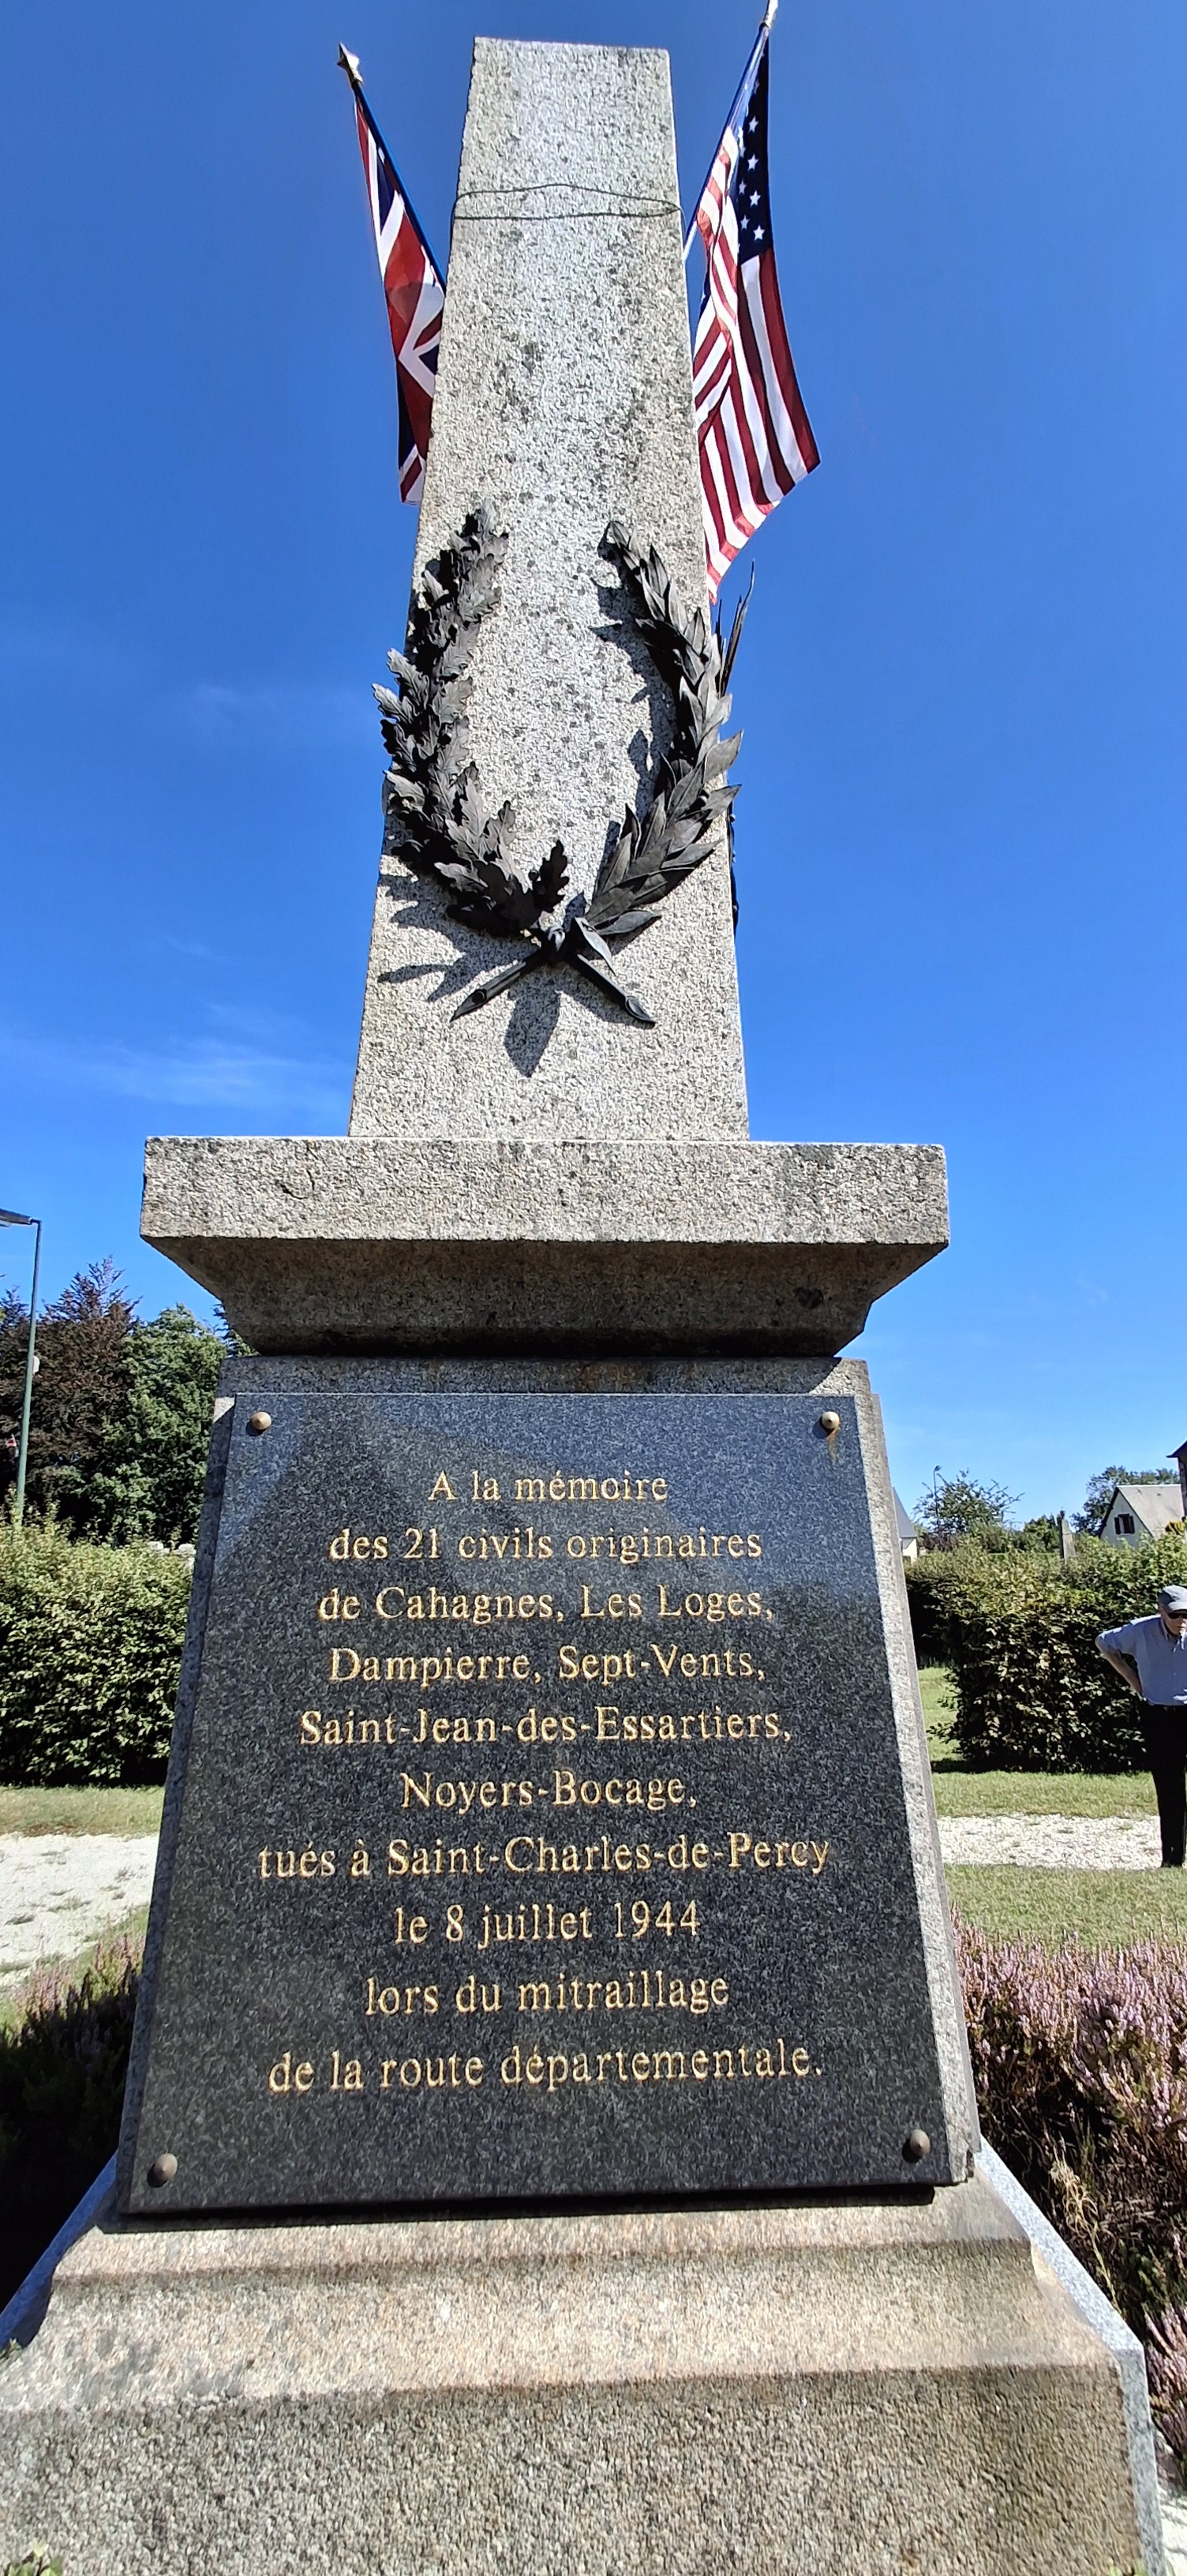 A la mémoire
des 21 civils originaires
de Cahagnes, Les Loges,
Dampierre, Sept-Vents,
Saint-Jean-des-Essartiers,
Noyers-Bocage,
tués à Saint-Charles-de-Percy
le 8 juillet 1944
lors du mitraillage
de la route départementale.